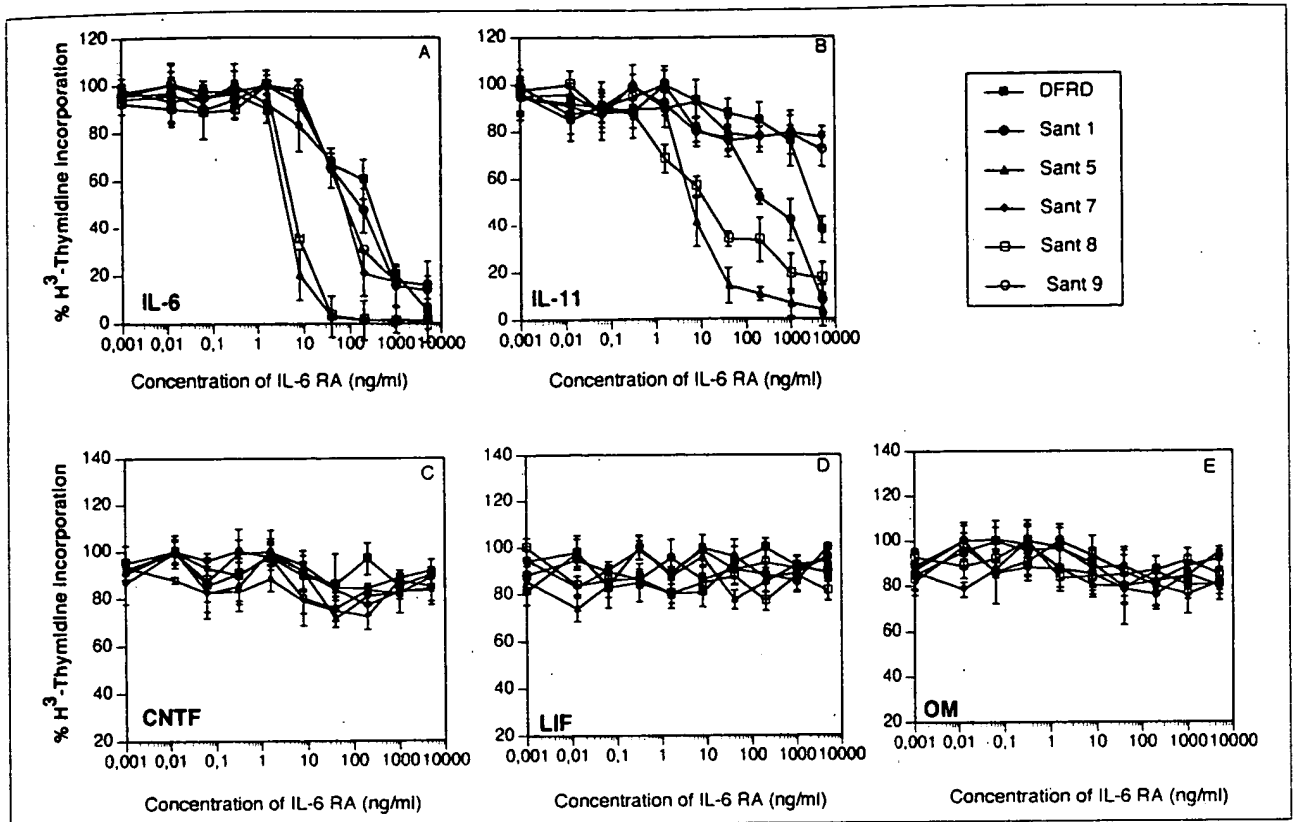 120
100
80
60
40
20
0
% H³-Thymidine Incorporation
A
IL-6
0,001 0,01 0,1 1 10 100 1000 10000
Concentration of IL-6 RA (ng/ml)
120
100
80
60
40
20
0
B
IL-11
0,001 0,01 0,1 1 10 100 1000 10000
Concentration of IL-6 RA (ng/ml)
DFRD
Sant 1
Sant 5
Sant 7
Sant 8
Sant 9
140
120
100
80
60
40
20
% H³-Thymidine Incorporation
C
CNTF
0,001 0,01 0,1 1 10 100 1000 10000
Concentration of IL-6 RA (ng/ml)
140
120
100
80
60
40
20
D
LIF
0,001 0,01 0,1 1 10 100 1000 10000
Concentration of IL-6 RA (ng/ml)
140
120
100
80
60
40
20
E
OM
0,001 0,01 0,1 1 10 100 1000 10000
Concentration of IL-6 RA (ng/ml)